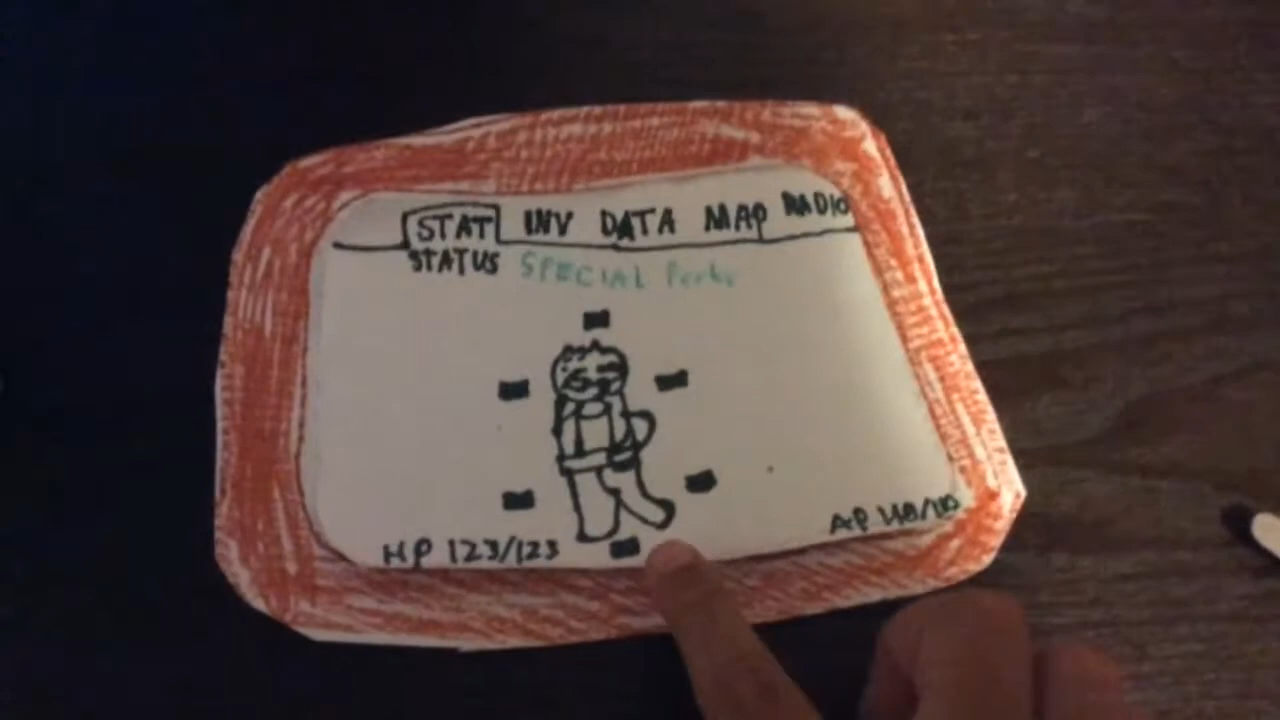 STAT INV DATA MAP RADIO
STATUS SPECIAL Perks
HP 123/123
AP